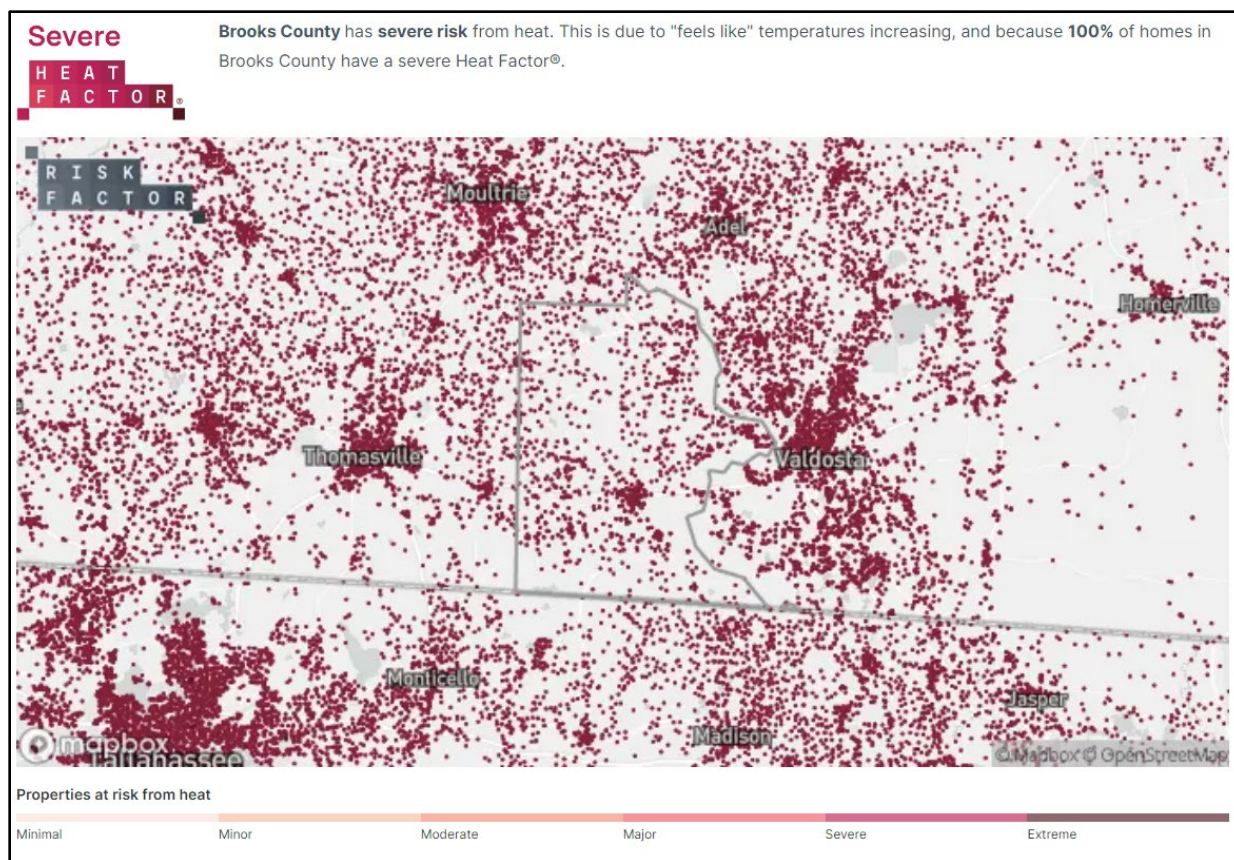 Severe
Brooks County has severe risk from heat. This is due to "feels like" temperatures increasing, and because 100% of homes in
Brooks County have a severe Heat Factor®.
HEAT
FACTOR®
RISK
FACTOR
Moultrie
Adel
Homerville
Thomasville
Valdosta
Monticello
Jasper
Madison
mapbox
Tallahassee
© Mapbox © OpenStreetMap
Properties at risk from heat
Minimal Minor Moderate Major Severe Extreme